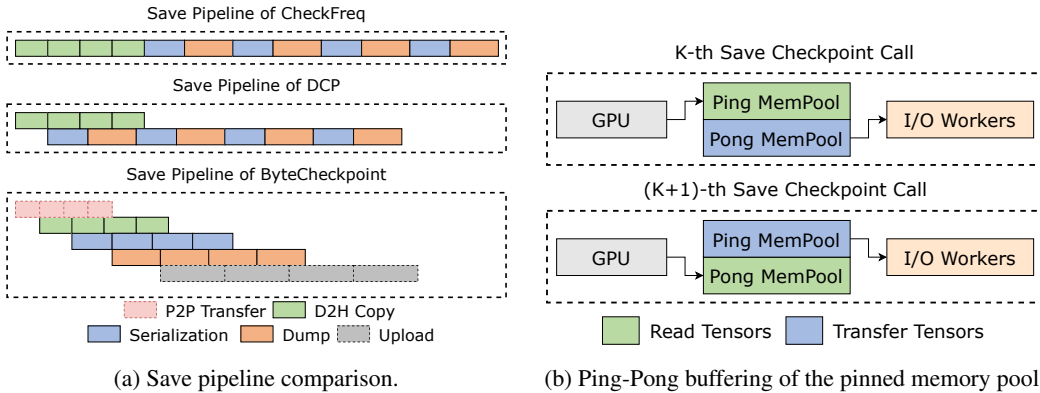 Save Pipeline of CheckFreq
Save Pipeline of DCP
Save Pipeline of ByteCheckpoint
P2P Transfer
D2H Copy
Serialization
Dump
Upload
(a) Save pipeline comparison.
K-th Save Checkpoint Call
GPU
Ping MemPool
Pong MemPool
I/O Workers
(K+1)-th Save Checkpoint Call
GPU
Ping MemPool
Pong MemPool
I/O Workers
Read Tensors
Transfer Tensors
(b) Ping-Pong buffering of the pinned memory pool